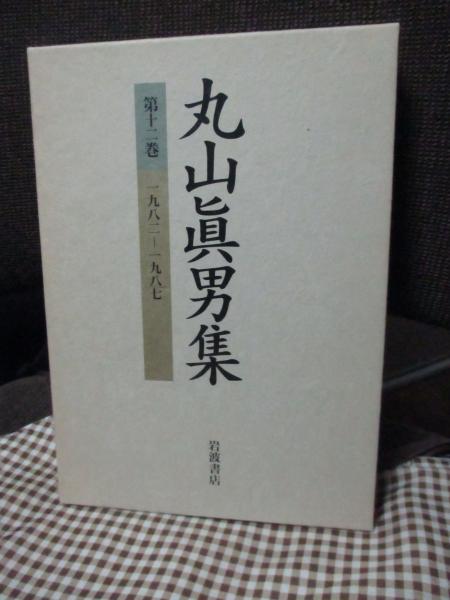 丸山眞男集
第十二巻
一九八二―一九八七
岩波書店